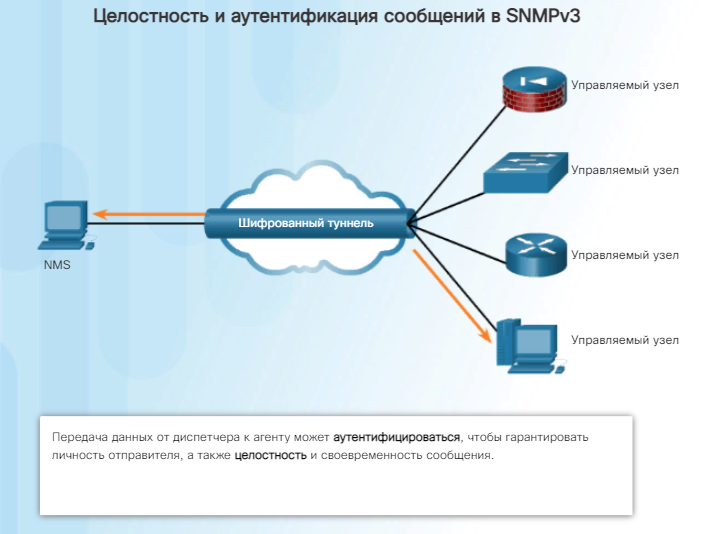 Целостность и аутентификация сообщений в SNMPv3
Управляемый узел
Управляемый узел
Шифрованный туннель
Управляемый узел
NMS
Управляемый узел
Передача данных от диспетчера к агенту может аутентифицироваться, чтобы гарантировать
личность отправителя, а также целостность и своевременность сообщения.